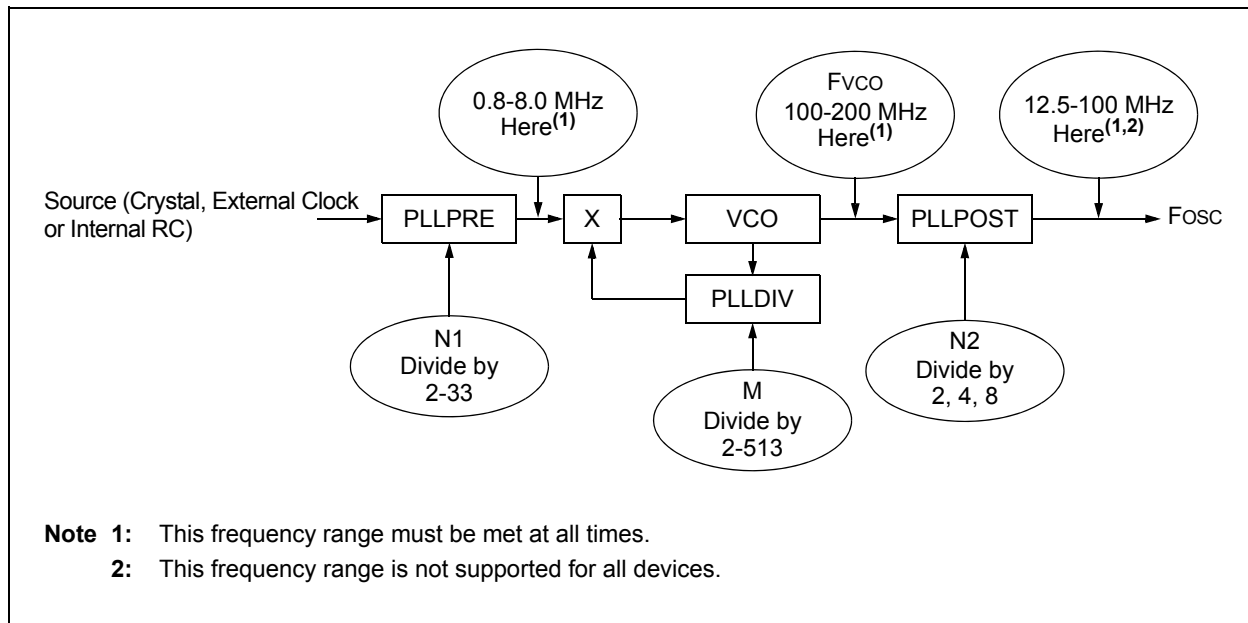 0.8-8.0 MHz
Here(1)
FVCO
100-200 MHz
Here(1)
12.5-100 MHz
Here(1,2)
Source (Crystal, External Clock
or Internal RC)
PLLPRE
X
VCO
PLLPOST
FOSC
PLLDIV
N1
Divide by
2-33
M
Divide by
2-513
N2
Divide by
2, 4, 8
Note 1: This frequency range must be met at all times.
2: This frequency range is not supported for all devices.